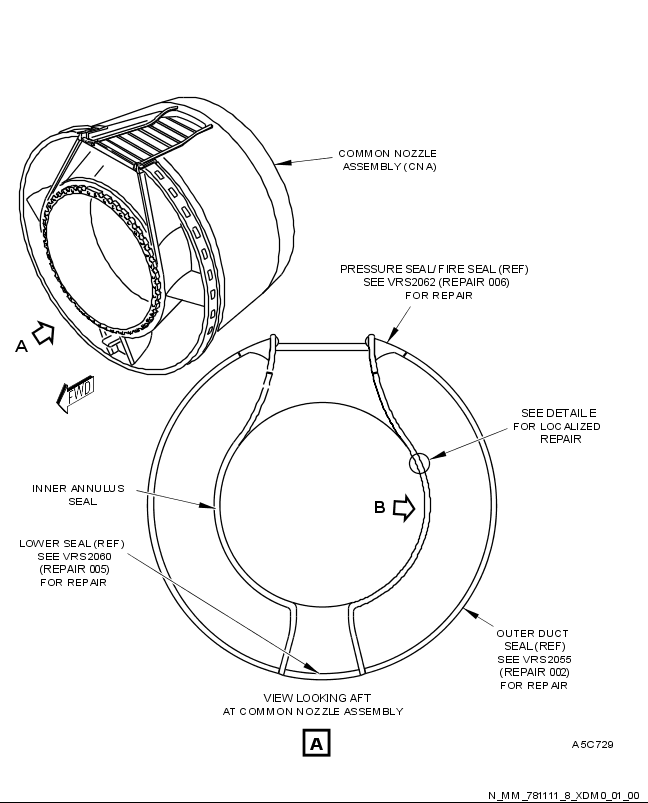 COMMON NOZZLE
ASSEMBLY (CNA)
PRESSURE SEAL/ FIRE SEAL (REF)
SEE VRS2062 (REPAIR 006)
FOR REPAIR
A
FWD
SEE DETAIL E
FOR LOCALIZED
REPAIR
INNER ANNULUS
SEAL
B
LOWER SEAL (REF)
SEE VRS2060
(REPAIR 005)
FOR REPAIR
OUTER DUCT
SEAL (REF)
SEE VRS2055
(REPAIR 002)
FOR REPAIR
VIEW LOOKING AFT
AT COMMON NOZZLE ASSEMBLY
A
A5C729
N_MM_781111_8_XDM0_01_00